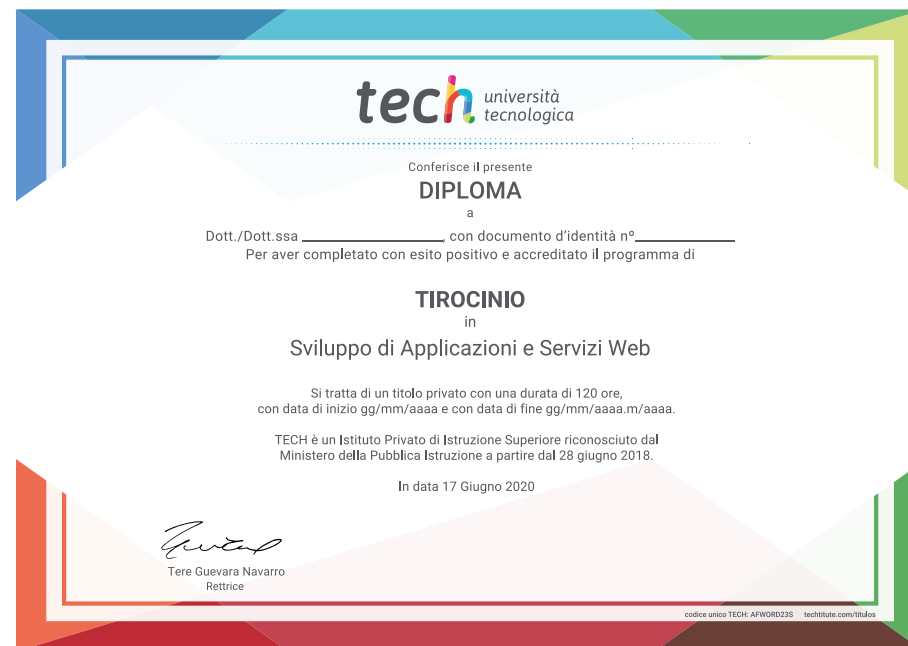 tech università
tecnologica
Conferisce il presente
DIPLOMA
a
Dott./Dott.ssa ____________________, con documento d'identità nº______________
Per aver completato con esito positivo e accreditato il programma di
TIROCINIO
in
Sviluppo di Applicazioni e Servizi Web
Si tratta di un titolo privato con una durata di 120 ore,
con data di inizio gg/mm/aaaa e con data di fine gg/mm/aaaa.m/aaaa.
TECH è un Istituto Privato di Istruzione Superiore riconosciuto dal
Ministero della Pubblica Istruzione a partire dal 28 giugno 2018.
In data 17 Giugno 2020
Tere Guevara Navarro
Rettrice
codice unico TECH: AFWORD23S techtitute.com/titulos